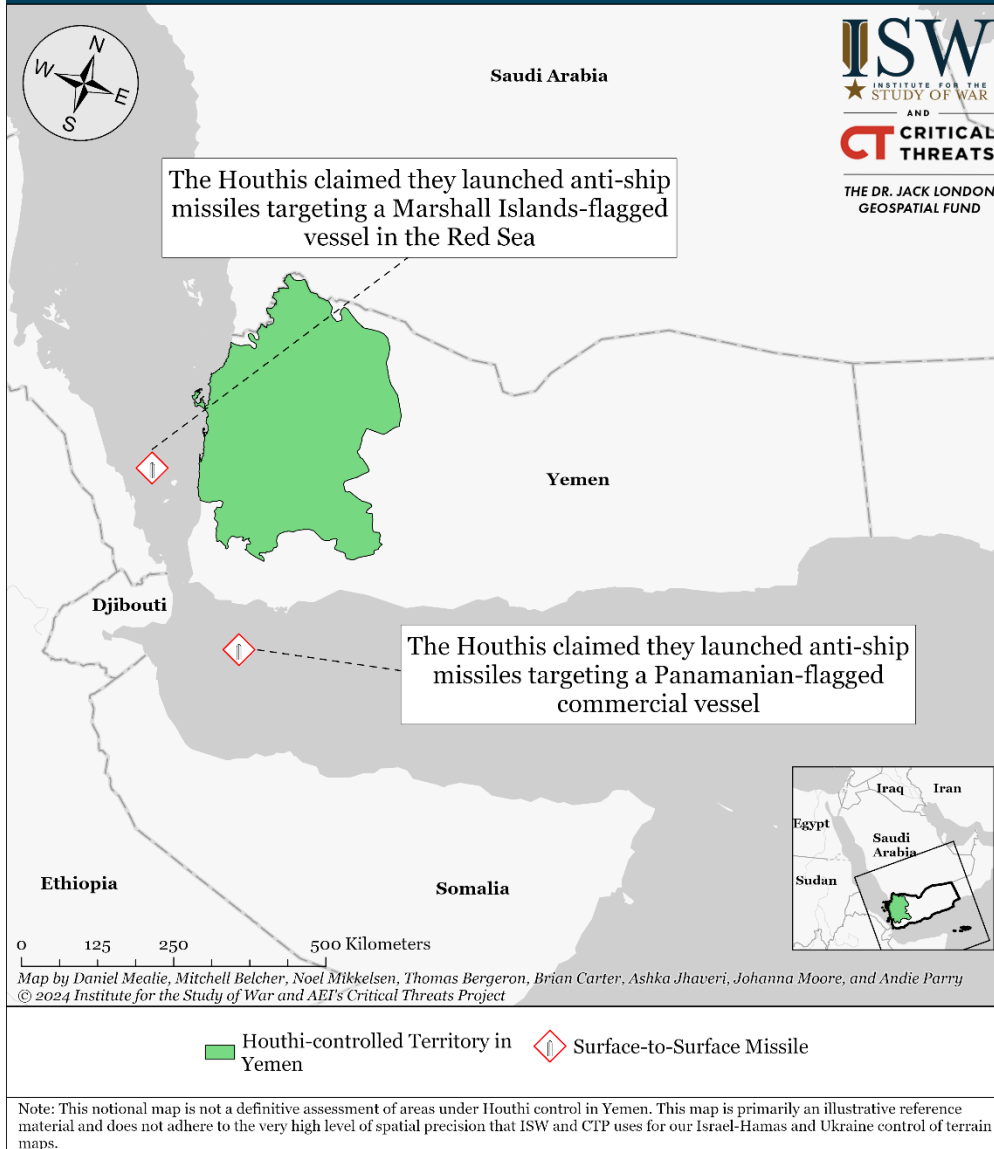 N
W
E
S
Saudi Arabia
ISW
INSTITUTE FOR THE
STUDY OF WAR
AND
CT CRITICAL
THREATS
THE DR. JACK LONDON
GEOSPATIAL FUND
The Houthis claimed they launched anti-ship
missiles targeting a Marshall Islands-flagged
vessel in the Red Sea
Yemen
Djibouti
The Houthis claimed they launched anti-ship
missiles targeting a Panamanian-flagged
commercial vessel
Ethiopia
Somalia
Iraq
Iran
Egypt
Saudi
Arabia
Sudan
0 125 250 500 Kilometers
Map by Daniel Mealie, Mitchell Belcher, Noel Mikkelsen, Thomas Bergeron, Brian Carter, Ashka Jhaveri, Johanna Moore, and Andie Parry
© 2024 Institute for the Study of War and AEI's Critical Threats Project
Houthi-controlled Territory in
Yemen
Surface-to-Surface Missile
Note: This notional map is not a definitive assessment of areas under Houthi control in Yemen. This map is primarily an illustrative reference
material and does not adhere to the very high level of spatial precision that ISW and CTP uses for our Israel-Hamas and Ukraine control of terrain
maps.